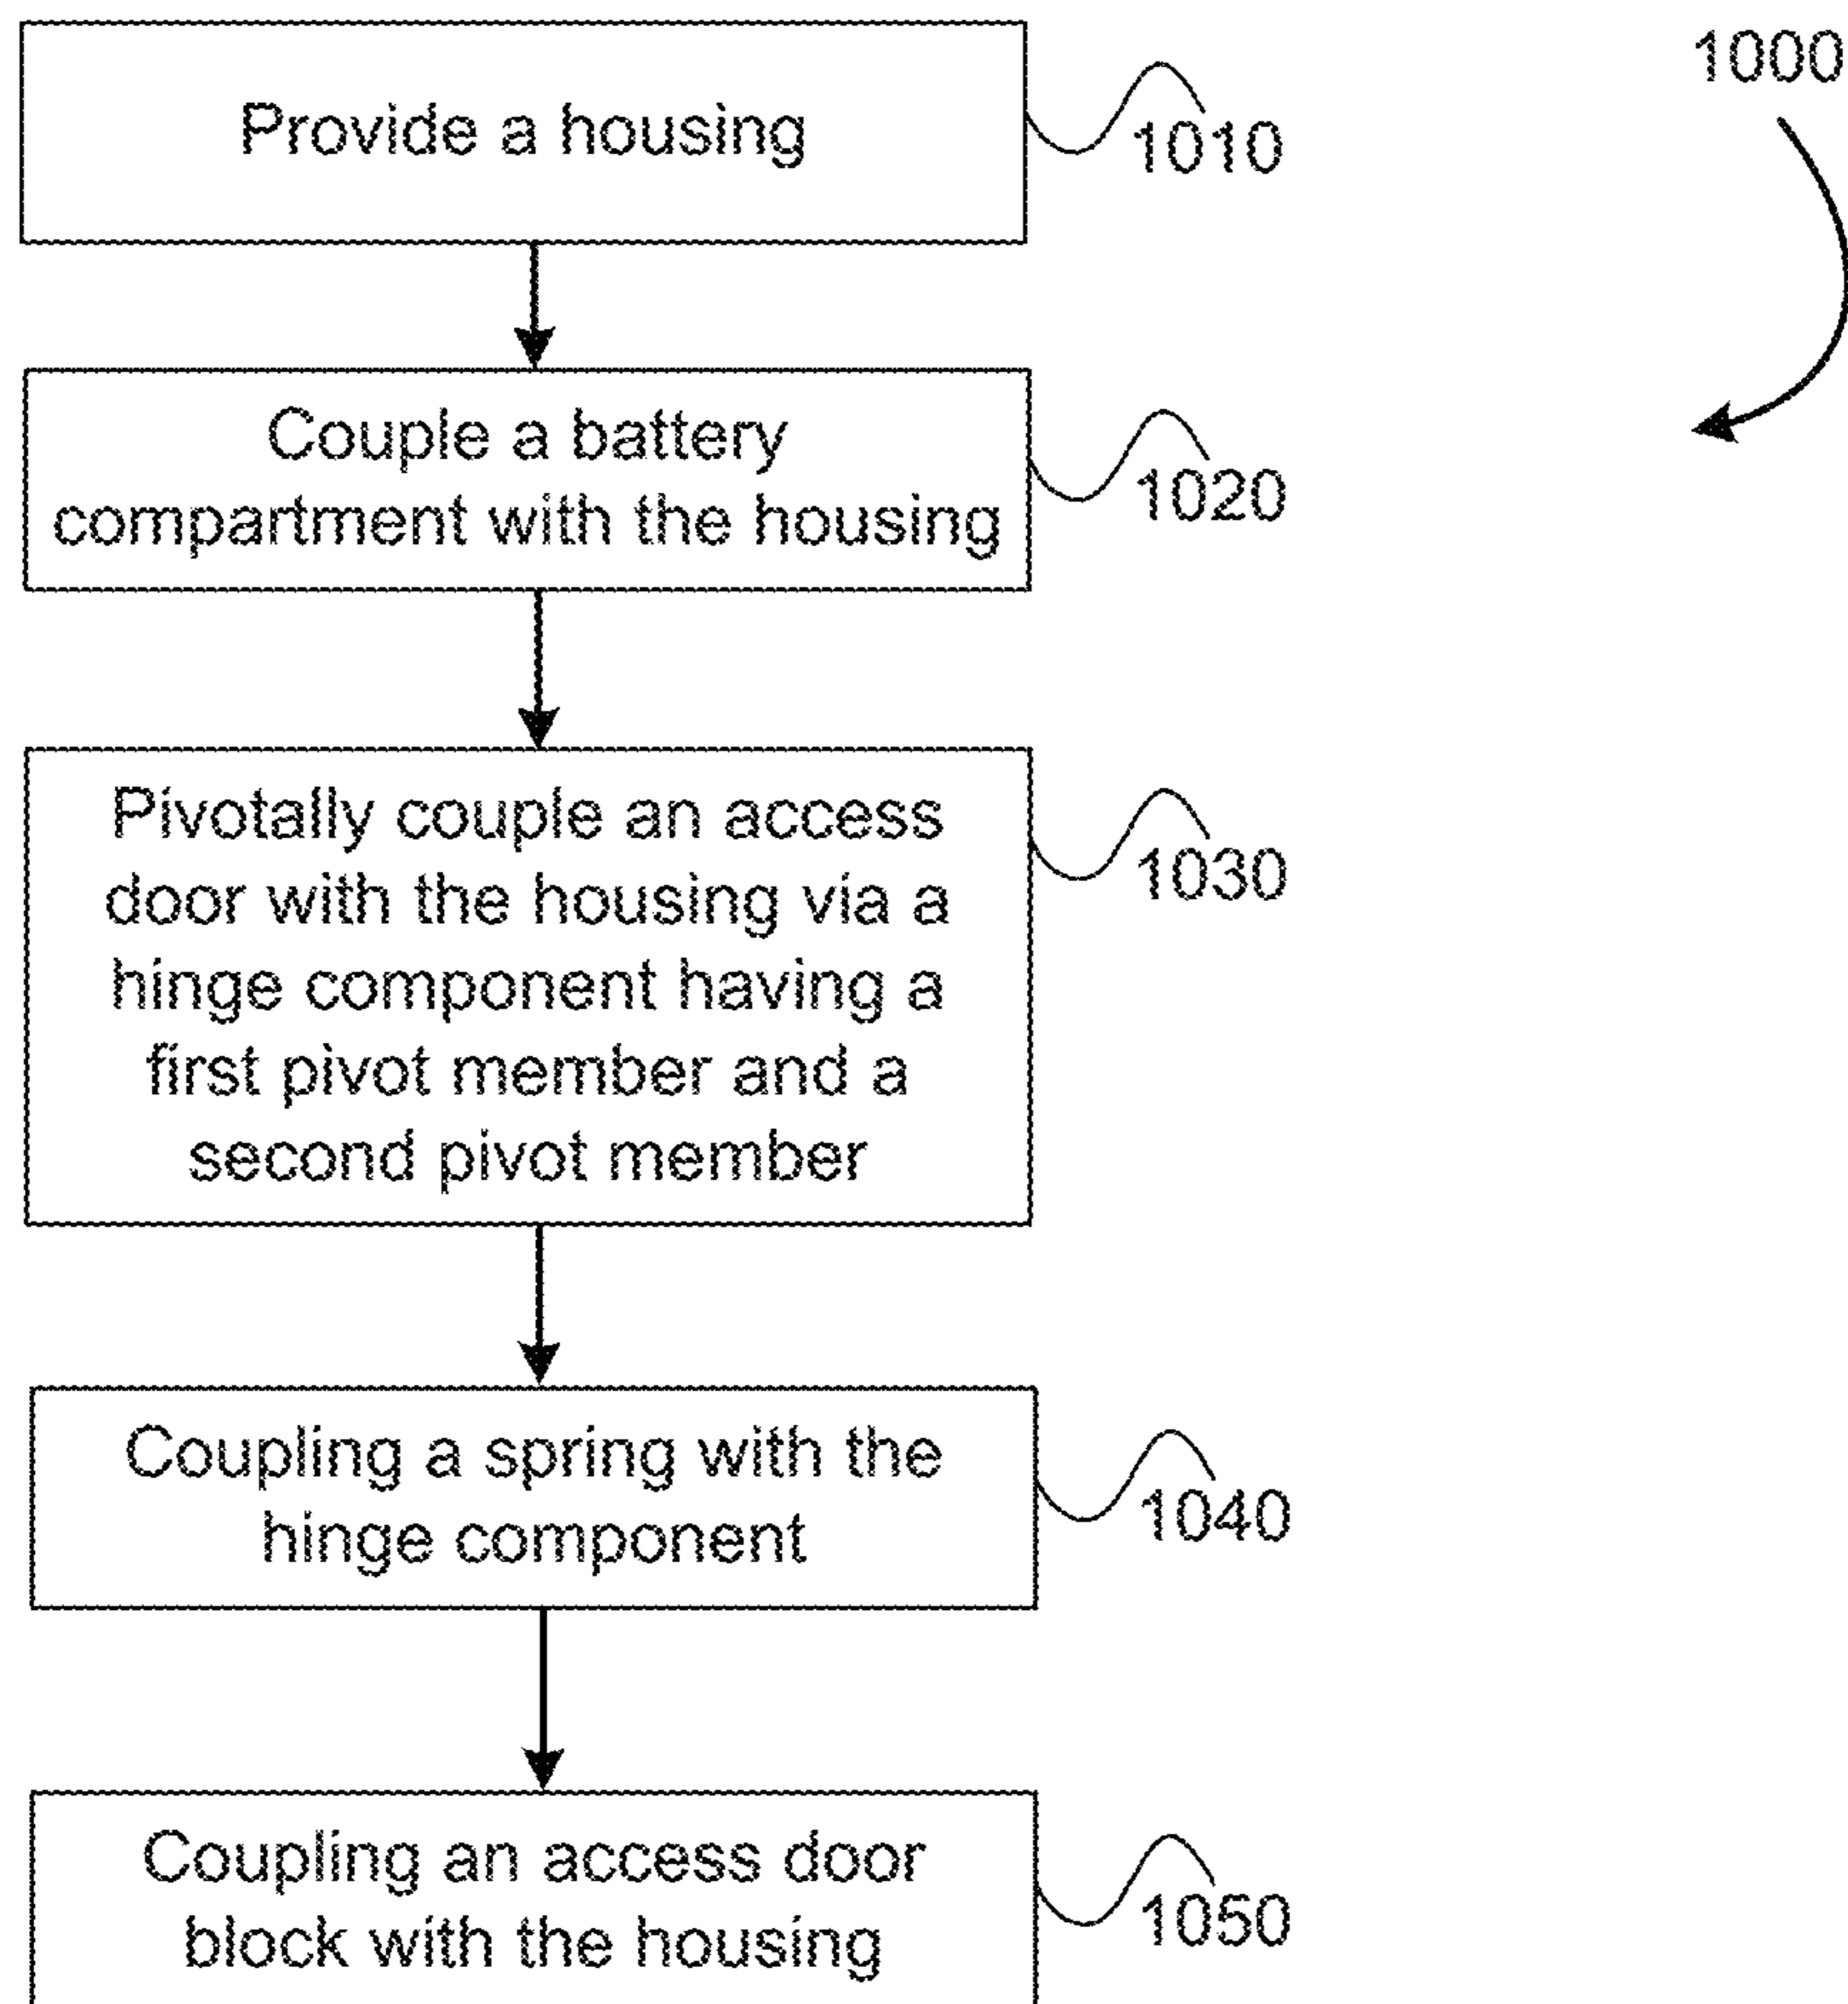 1000
Provide a housing
1010
Couple a battery
compartment with the housing
1020
Pivotally couple an access
door with the housing via a
hinge component having a
first pivot member and a
second pivot member
1030
Coupling a spring with the
hinge component
1040
Coupling an access door
block with the housing
1050